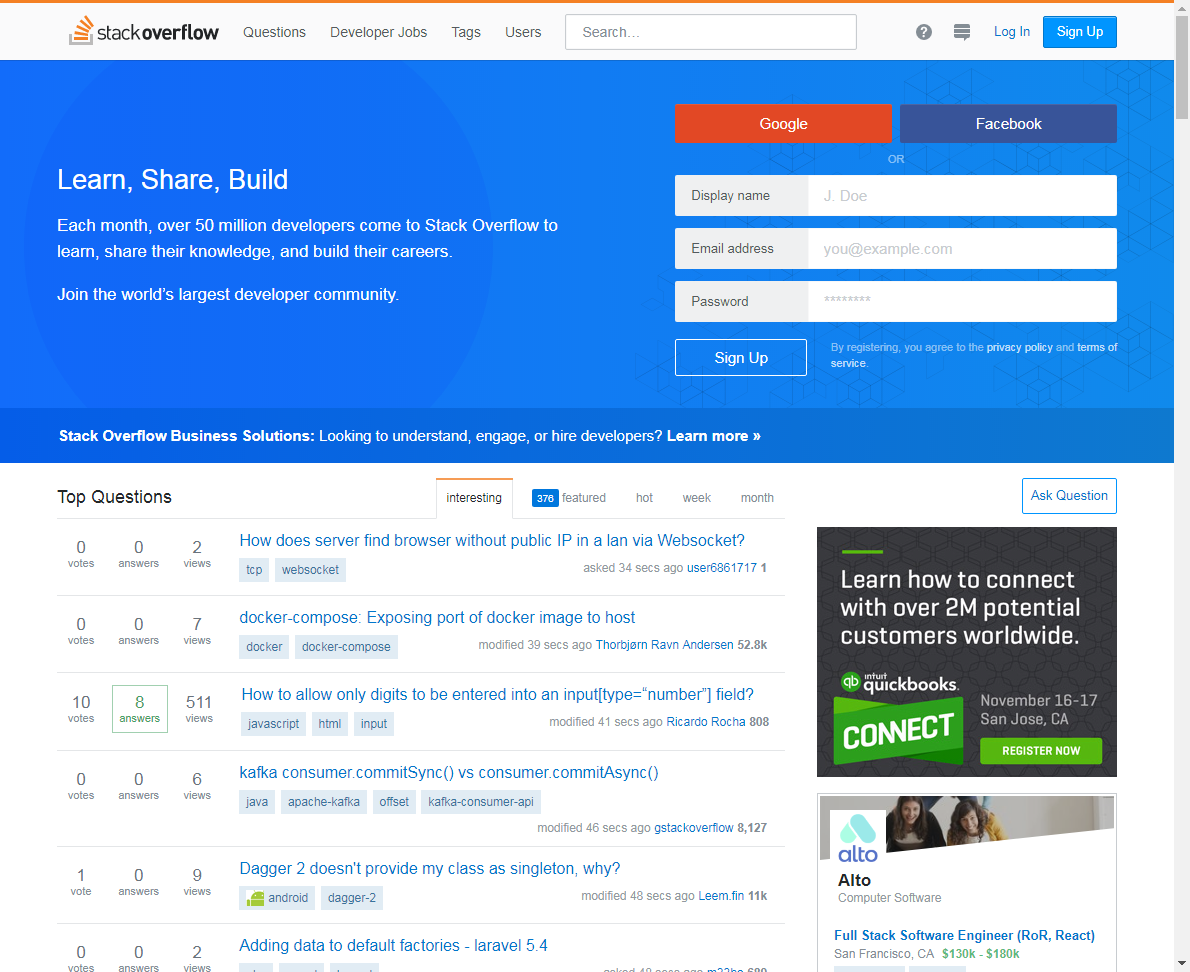 stackoverflow Questions Developer Jobs Tags Users Search… ? Log In Sign Up
Google Facebook
OR
Learn, Share, Build
Each month, over 50 million developers come to Stack Overflow to
learn, share their knowledge, and build their careers.
Join the world’s largest developer community.
Display name J. Doe
Email address you@example.com
Password ********
Sign Up
By registering, you agree to the privacy policy and terms of
service.
Stack Overflow Business Solutions: Looking to understand, engage, or hire developers? Learn more »
Top Questions interesting 376 featured hot week month
Ask Question
0 votes 0 answers 2 views
How does server find browser without public IP in a lan via Websocket?
tcp websocket
asked 34 secs ago user6861717 1
0 votes 0 answers 7 views
docker-compose: Exposing port of docker image to host
docker docker-compose
modified 39 secs ago Thorbjørn Ravn Andersen 52.8k
10 votes 8 answers 511 views
How to allow only digits to be entered into an input[type=“number”] field?
javascript html input
modified 41 secs ago Ricardo Rocha 808
0 votes 0 answers 6 views
kafka consumer.commitSync() vs consumer.commitAsync()
java apache-kafka offset kafka-consumer-api
modified 46 secs ago gstackoverflow 8,127
1 vote 0 answers 9 views
Dagger 2 doesn't provide my class as singleton, why?
android dagger-2
modified 48 secs ago Leem.fin 11k
0 votes 0 answers 2 views
Adding data to default factories - laravel 5.4
Learn how to connect
with over 2M potential
customers worldwide.
qb intuit quickbooks.
CONNECT
November 16-17
San Jose, CA
REGISTER NOW
alto
Alto
Computer Software
Full Stack Software Engineer (RoR, React)
San Francisco, CA $130k - $180k